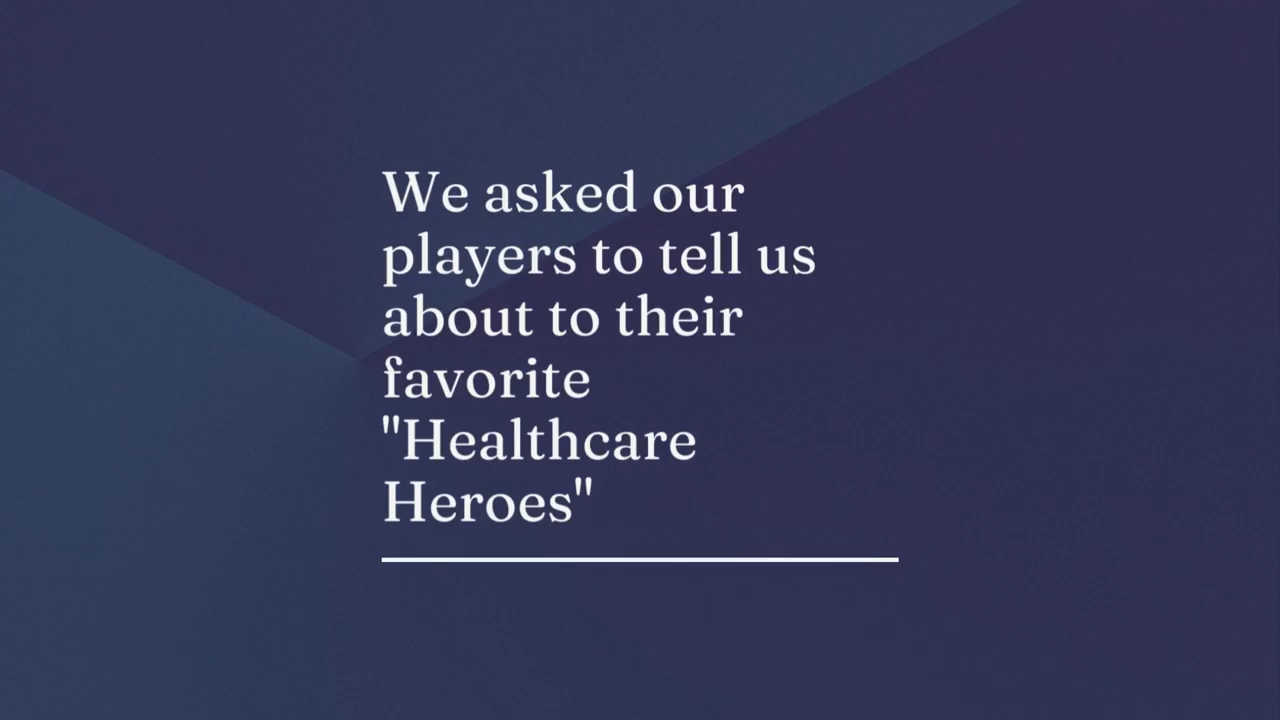 We asked our
players to tell us
about to their
favorite
"Healthcare
Heroes"